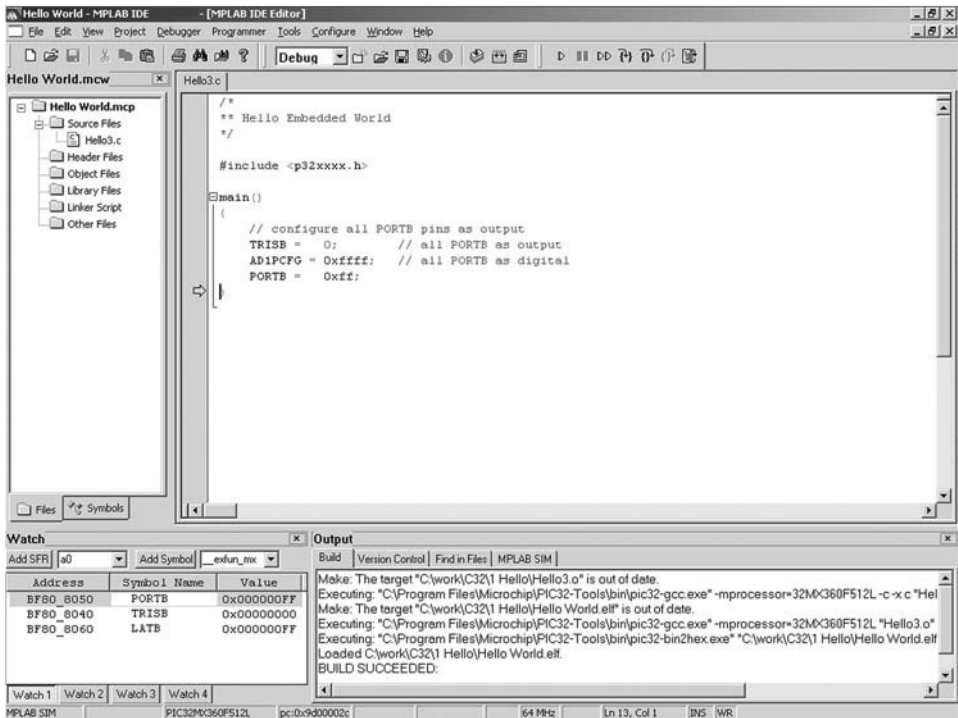 Hello World - MPLAB IDE - [MPLAB IDE Editor]
File Edit View Project Debugger Programmer Tools Configure Window Help
Debug
Hello World.mcw
Hello World.mcp
Source Files
Hello3.c
Header Files
Object Files
Library Files
Linker Script
Other Files
Files Symbols
Hello3.c
/*
** Hello Embedded World
*/
#include <p32xxxx.h>
main()
{
// configure all PORTB pins as output
TRISB = 0; // all PORTB as output
AD1PCFG = 0xffff; // all PORTB as digital
PORTB = 0xff;
}
Watch
Add SFR a0 Add Symbol __exfun_mx
Address Symbol Name Value
BF80_8050 PORTB 0x000000FF
BF80_8040 TRISB 0x00000000
BF80_8060 LATB 0x000000FF
Watch 1 Watch 2 Watch 3 Watch 4
Output
Build Version Control Find in Files MPLAB SIM
Make: The target "C:\work\C32\1 Hello\Hello3.o" is out of date.
Executing: "C:\Program Files\Microchip\PIC32-Tools\bin\pic32-gcc.exe" -mprocessor=32MX360F512L -c -x c "Hel
Make: The target "C:\work\C32\1 Hello\Hello World.elf" is out of date.
Executing: "C:\Program Files\Microchip\PIC32-Tools\bin\pic32-gcc.exe" -mprocessor=32MX360F512L "Hello3.o"
Executing: "C:\Program Files\Microchip\PIC32-Tools\bin\pic32-bin2hex.exe" "C:\work\C32\1 Hello\Hello World.elf
Loaded C:\work\C32\1 Hello\Hello World.elf.
BUILD SUCCEEDED:
MPLAB SIM PIC32MX360F512L pc:0x9d00002c 64 MHz Ln 13, Col 1 INS WR